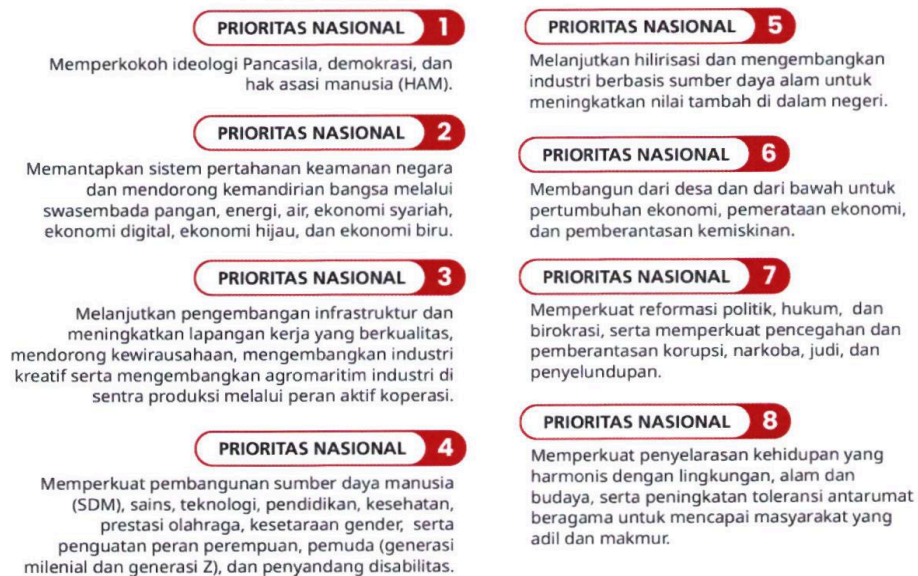 PRIORITAS NASIONAL 1
Memperkokoh ideologi Pancasila, demokrasi, dan
hak asasi manusia (HAM).
PRIORITAS NASIONAL 2
Memantapkan sistem pertahanan keamanan negara
dan mendorong kemandirian bangsa melalui
swasembada pangan, energi, air, ekonomi syariah,
ekonomi digital, ekonomi hijau, dan ekonomi biru.
PRIORITAS NASIONAL 3
Melanjutkan pengembangan infrastruktur dan
meningkatkan lapangan kerja yang berkualitas,
mendorong kewirausahaan, mengembangkan industri
kreatif serta mengembangkan agromaritim industri di
sentra produksi melalui peran aktif koperasi.
PRIORITAS NASIONAL 4
Memperkuat pembangunan sumber daya manusia
(SDM), sains, teknologi, pendidikan, kesehatan,
prestasi olahraga, kesetaraan gender, serta
penguatan peran perempuan, pemuda (generasi
milenial dan generasi Z), dan penyandang disabilitas.
PRIORITAS NASIONAL 5
Melanjutkan hilirisasi dan mengembangkan
industri berbasis sumber daya alam untuk
meningkatkan nilai tambah di dalam negeri.
PRIORITAS NASIONAL 6
Membangun dari desa dan dari bawah untuk
pertumbuhan ekonomi, pemerataan ekonomi,
dan pemberantasan kemiskinan.
PRIORITAS NASIONAL 7
Memperkuat reformasi politik, hukum, dan
birokrasi, serta memperkuat pencegahan dan
pemberantasan korupsi, narkoba, judi, dan
penyelundupan.
PRIORITAS NASIONAL 8
Memperkuat penyelarasan kehidupan yang
harmonis dengan lingkungan, alam dan
budaya, serta peningkatan toleransi antarumat
beragama untuk mencapai masyarakat yang
adil dan makmur.